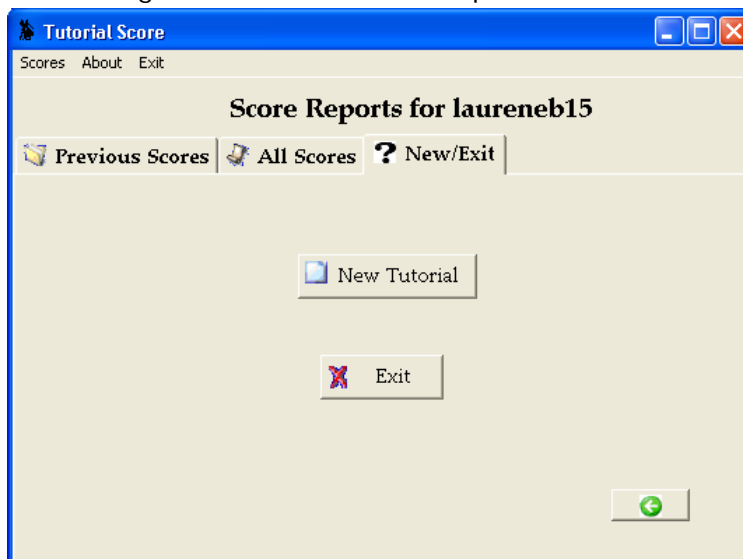 Tutorial Score
Scores About Exit
Score Reports for laureneb15
Previous Scores All Scores ? New/Exit
New Tutorial
Exit